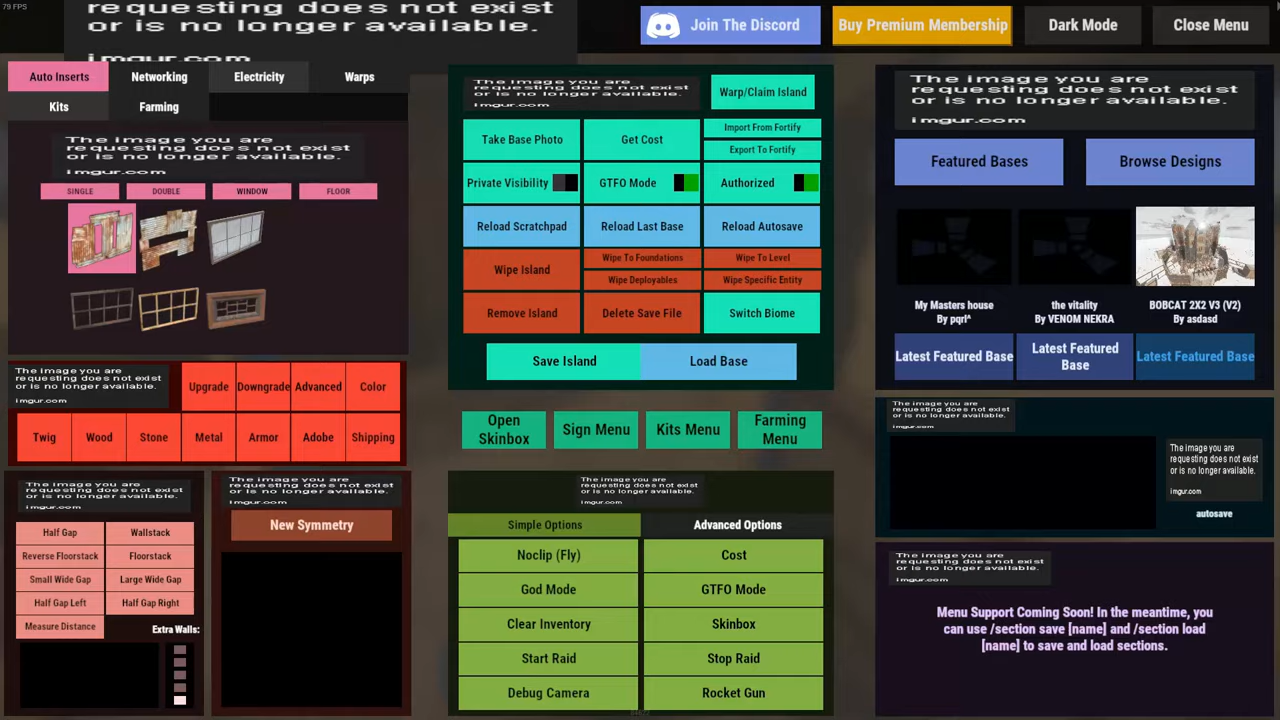 79 FPS
requesting does not exist
or is no longer available.
imgur.com
Join The Discord
Buy Premium Membership
Dark Mode
Close Menu
Auto Inserts
Networking
Electricity
Warps
Kits
Farming
The image you are
requesting does not exist
or is no longer available.
imgur.com
SINGLE
DOUBLE
WINDOW
FLOOR
The image you are
requesting does not exist
or is no longer available.
imgur.com
Upgrade
Downgrade
Advanced
Color
Twig
Wood
Stone
Metal
Armor
Adobe
Shipping
The image you are
requesting does not exist
or is no longer available.
imgur.com
Half Gap
Wallstack
Reverse Floorstack
Floorstack
Small Wide Gap
Large Wide Gap
Half Gap Left
Half Gap Right
Measure Distance
Extra Walls:
The image you are
requesting does not exist
or is no longer available.
imgur.com
New Symmetry
The image you are
requesting does not exist
or is no longer available.
imgur.com
Warp/Claim Island
Take Base Photo
Get Cost
Import From Fortify
Export To Fortify
Private Visibility
GTFO Mode
Authorized
Reload Scratchpad
Reload Last Base
Reload Autosave
Wipe Island
Wipe To Foundations
Wipe To Level
Wipe Deployables
Wipe Specific Entity
Remove Island
Delete Save File
Switch Biome
Save Island
Load Base
Open
Skinbox
Sign Menu
Kits Menu
Farming
Menu
The image you are
requesting does not exist
or is no longer available.
imgur.com
Simple Options
Advanced Options
Noclip (Fly)
Cost
God Mode
GTFO Mode
Clear Inventory
Skinbox
Start Raid
Stop Raid
Debug Camera
Rocket Gun
The image you are
requesting does not exist
or is no longer available.
imgur.com
Featured Bases
Browse Designs
My Masters house
By pqrl^
the vitality
By VENOM NEKRA
BOBCAT 2X2 V3 (V2)
By asdasd
Latest Featured Base
Latest Featured
Base
Latest Featured Base
The image you are
requesting does not exist
or is no longer available.
imgur.com
The image you are
requesting does not exist
or is no longer available.
imgur.com
autosave
The image you are
requesting does not exist
or is no longer available.
imgur.com
Menu Support Coming Soon! In the meantime, you
can use /section save [name] and /section load
[name] to save and load sections.